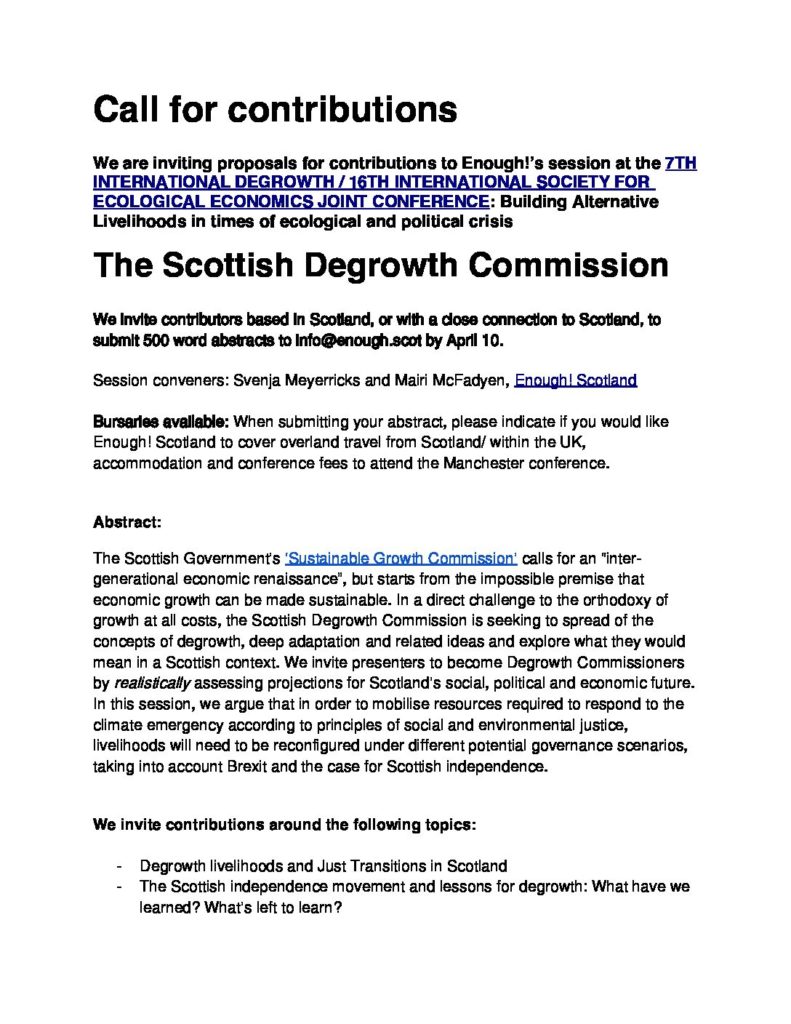 Call for contributions
We are inviting proposals for contributions to Enough!'s session at the 7TH
INTERNATIONAL DEGROWTH / 16TH INTERNATIONAL SOCIETY FOR
ECOLOGICAL ECONOMICS JOINT CONFERENCE: Building Alternative
Livelihoods in times of ecological and political crisis
The Scottish Degrowth Commission
We invite contributors based in Scotland, or with a close connection to Scotland, to
submit 500 word abstracts to info@enough.scot by April 10.
Session conveners: Svenja Meyerricks and Mairi McFadyen, Enough! Scotland
Bursaries available: When submitting your abstract, please indicate if you would like
Enough! Scotland to cover overland travel from Scotland/ within the UK,
accommodation and conference fees to attend the Manchester conference.
Abstract:
The Scottish Government's 'Sustainable Growth Commission' calls for an "inter-
generational economic renaissance", but starts from the impossible premise that
economic growth can be made sustainable. In a direct challenge to the orthodoxy of
growth at all costs, the Scottish Degrowth Commission is seeking to spread of the
concepts of degrowth, deep adaptation and related ideas and explore what they would
mean in a Scottish context. We invite presenters to become Degrowth Commissioners
by realistically assessing projections for Scotland's social, political and economic future.
In this session, we argue that in order to mobilise resources required to respond to the
climate emergency according to principles of social and environmental justice,
livelihoods will need to be reconfigured under different potential governance scenarios,
taking into account Brexit and the case for Scottish independence.
We invite contributions around the following topics:
- Degrowth livelihoods and Just Transitions in Scotland
- The Scottish independence movement and lessons for degrowth: What have we
learned? What's left to learn?